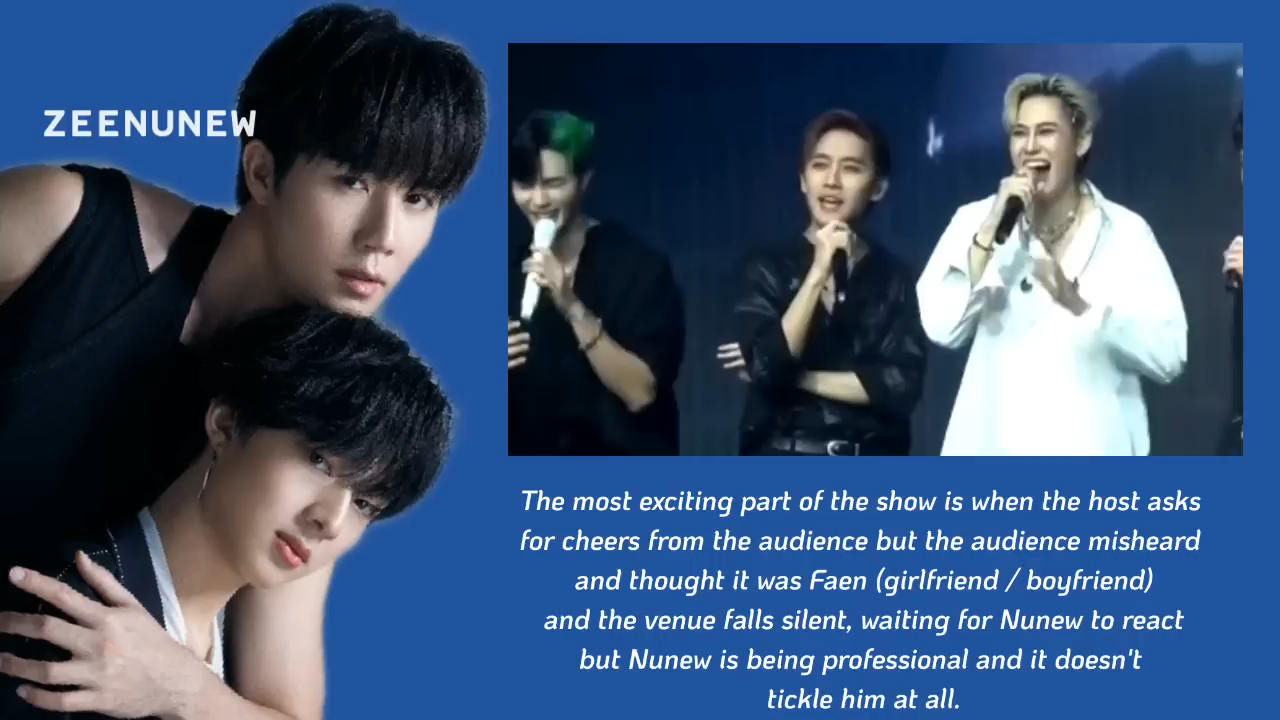 ZEENUNEW
The most exciting part of the show is when the host asks
for cheers from the audience but the audience misheard
and thought it was Faen (girlfriend / boyfriend)
and the venue falls silent, waiting for Nunew to react
but Nunew is being professional and it doesn't
tickle him at all.